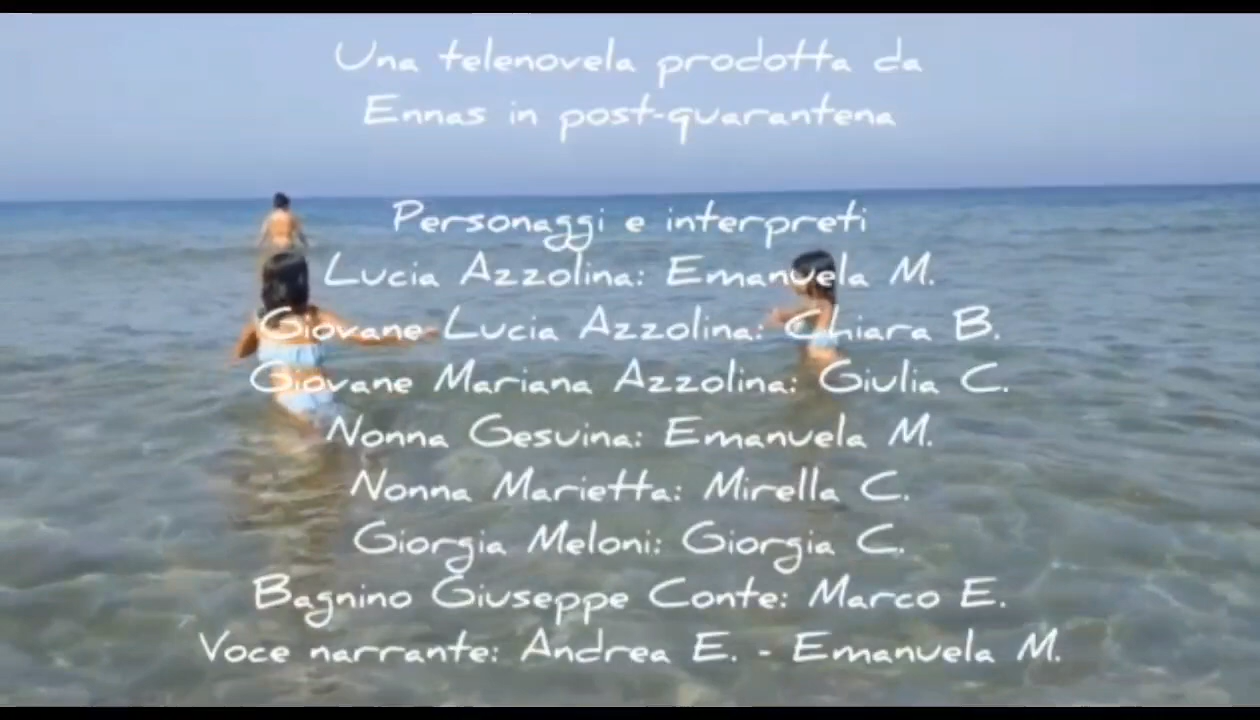 Una telenovela prodotta da
Ennas in post-quarantena
Personaggi e interpreti
Lucia Azzolina: Emanuela M.
Giovane Lucia Azzolina: Chiara B.
Giovane Mariana Azzolina: Giulia C.
Nonna Gesuina: Emanuela M.
Nonna Marietta: Mirella C.
Giorgia Meloni: Giorgia C.
Bagnino Giuseppe Conte: Marco E.
Voce narrante: Andrea E. - Emanuela M.